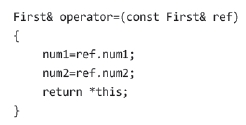 First& operator=(const First& ref)
{
    num1=ref.num1;
    num2=ref.num2;
    return *this;
}